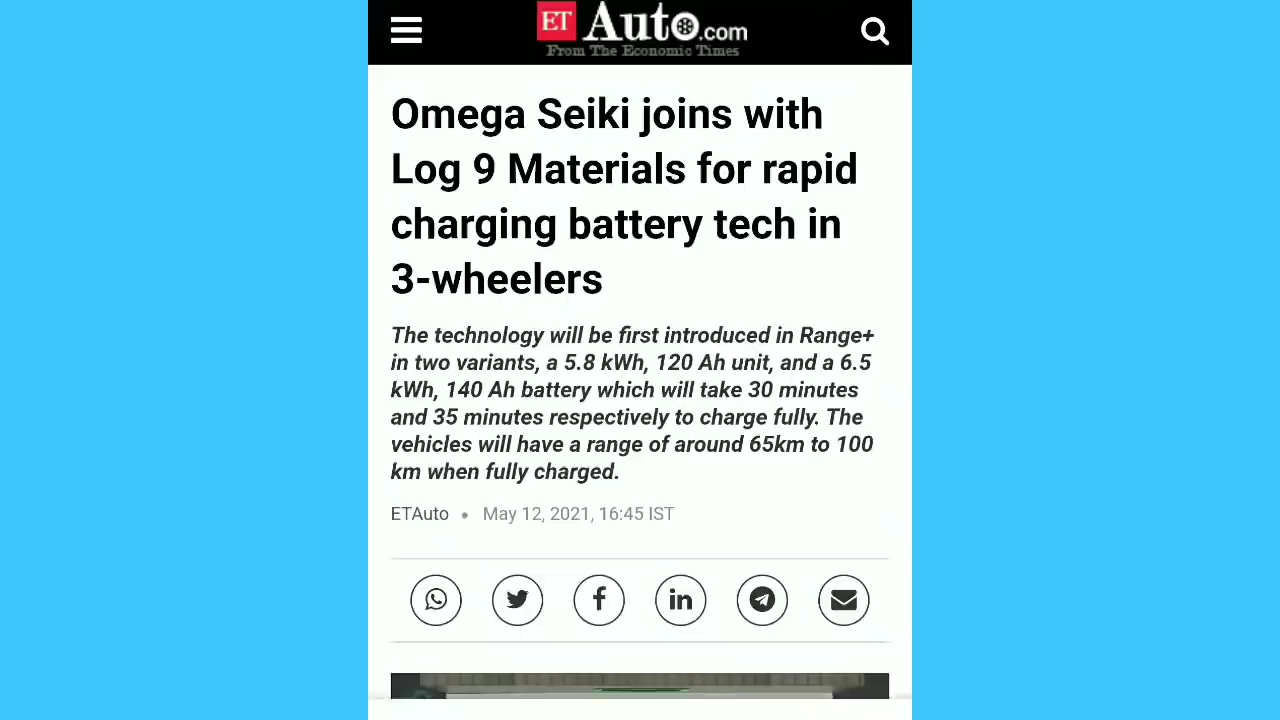 ET Auto.com
From The Economic Times
Omega Seiki joins with
Log 9 Materials for rapid
charging battery tech in
3-wheelers
The technology will be first introduced in Range+
in two variants, a 5.8 kWh, 120 Ah unit, and a 6.5
kWh, 140 Ah battery which will take 30 minutes
and 35 minutes respectively to charge fully. The
vehicles will have a range of around 65km to 100
km when fully charged.
ETAuto • May 12, 2021, 16:45 IST